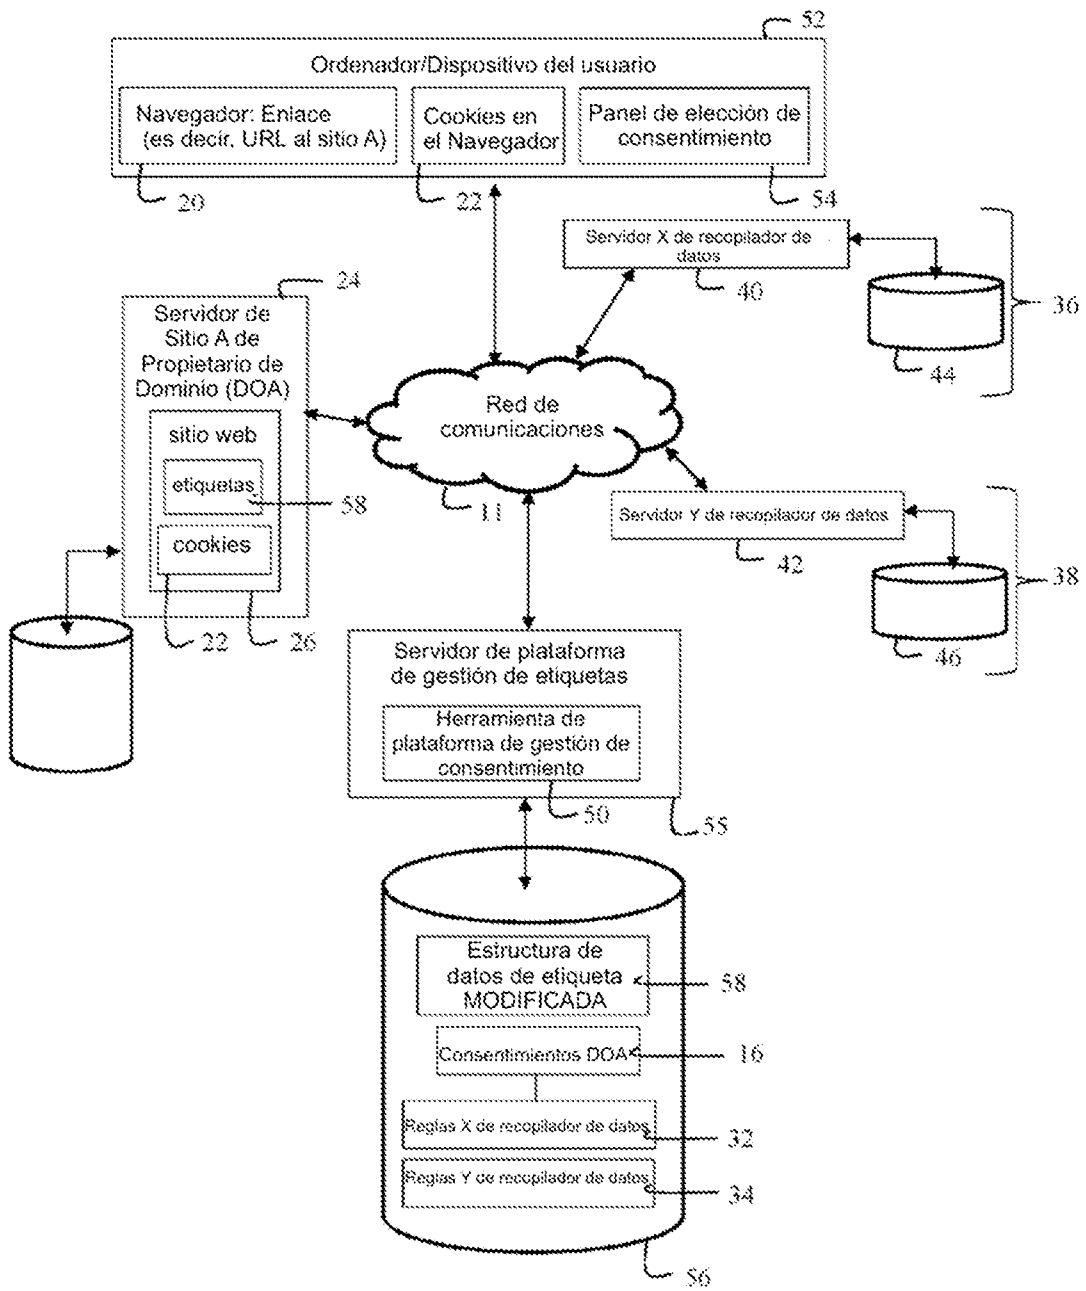 52
Ordenador/Dispositivo del usuario
Navegador: Enlace
(es decir, URL al sitio A)
Cookies en
el Navegador
Panel de elección de
consentimiento
20
22
54
Servidor X de recopilador de
datos
40
44
36
24
Servidor de
Sitio A de
Propietario de
Dominio (DOA)
sitio web
etiquetas
58
cookies
22
26
Red de
comunicaciones
11
Servidor Y de recopilador de datos
42
46
38
Servidor de plataforma
de gestión de etiquetas
Herramienta de
plataforma de gestión de
consentimiento
50
55
Estructura de
datos de etiqueta
MODIFICADA
58
Consentimientos DOA
16
Reglas X de recopilador de datos
32
Reglas Y de recopilador de datos
34
56